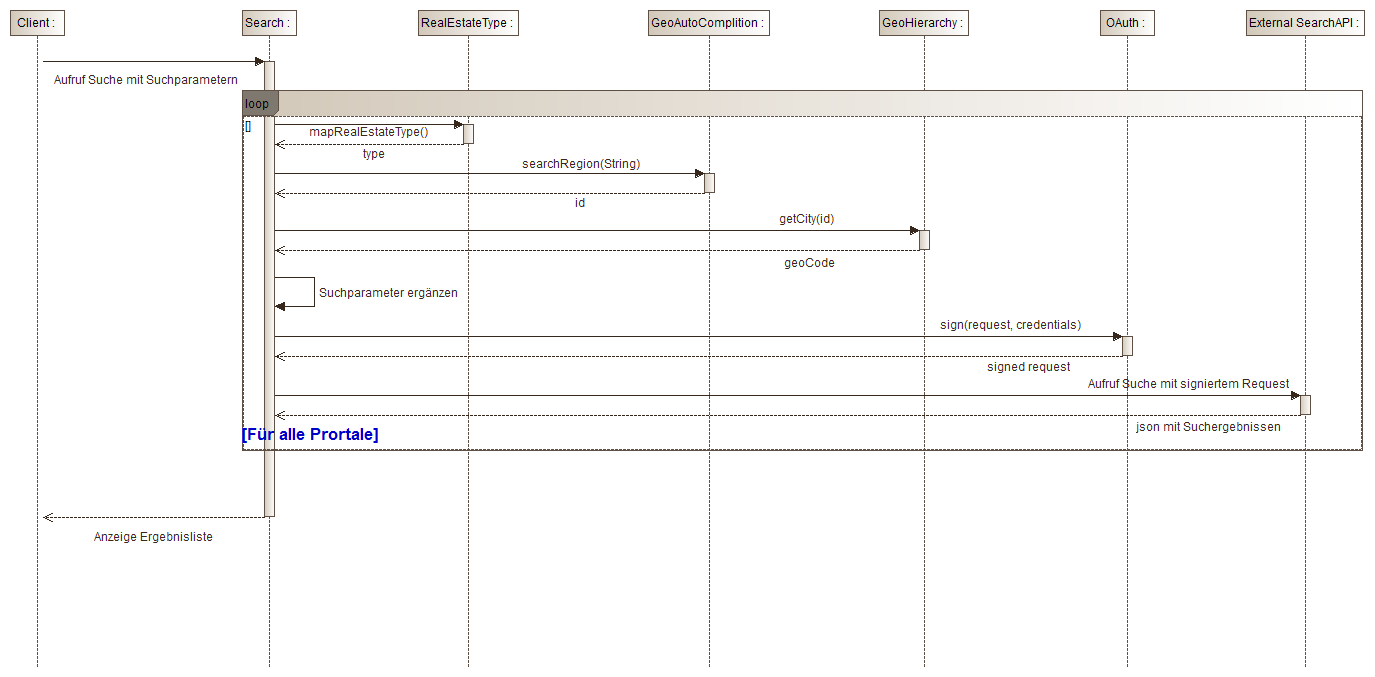 Client :
Search :
RealEstateType :
GeoAutoComplition :
GeoHierarchy :
OAuth :
External SearchAPI :
Aufruf Suche mit Suchparametern
loop
[]
mapRealEstateType()
type
searchRegion(String)
id
getCity(id)
geoCode
Suchparameter ergänzen
sign(request, credentials)
signed request
Aufruf Suche mit signiertem Request
json mit Suchergebnissen
[Für alle Prortale]
Anzeige Ergebnisliste